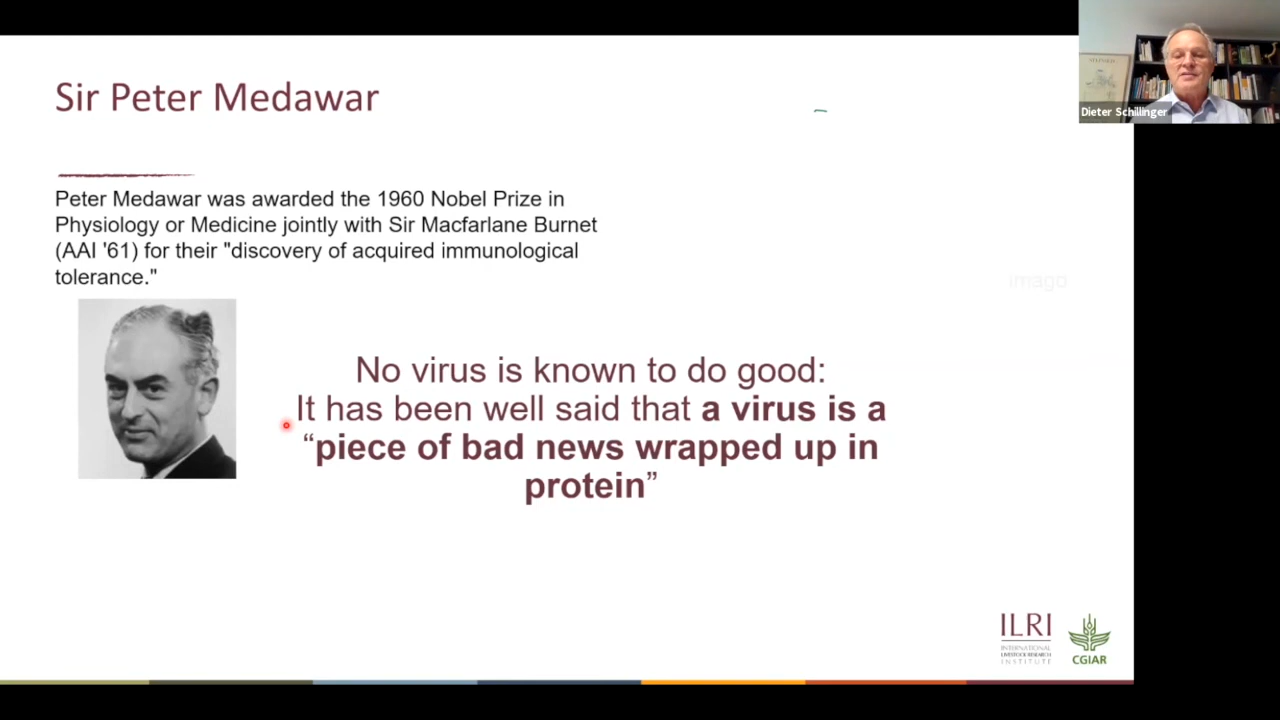 Sir Peter Medawar
Dieter Schillinger
Peter Medawar was awarded the 1960 Nobel Prize in
Physiology or Medicine jointly with Sir Macfarlane Burnet
(AAI '61) for their "discovery of acquired immunological
tolerance."
imago
No virus is known to do good:
It has been well said that a virus is a
“piece of bad news wrapped up in
protein”
ILRI
INTERNATIONAL
LIVESTOCK RESEARCH
INSTITUTE
CGIAR